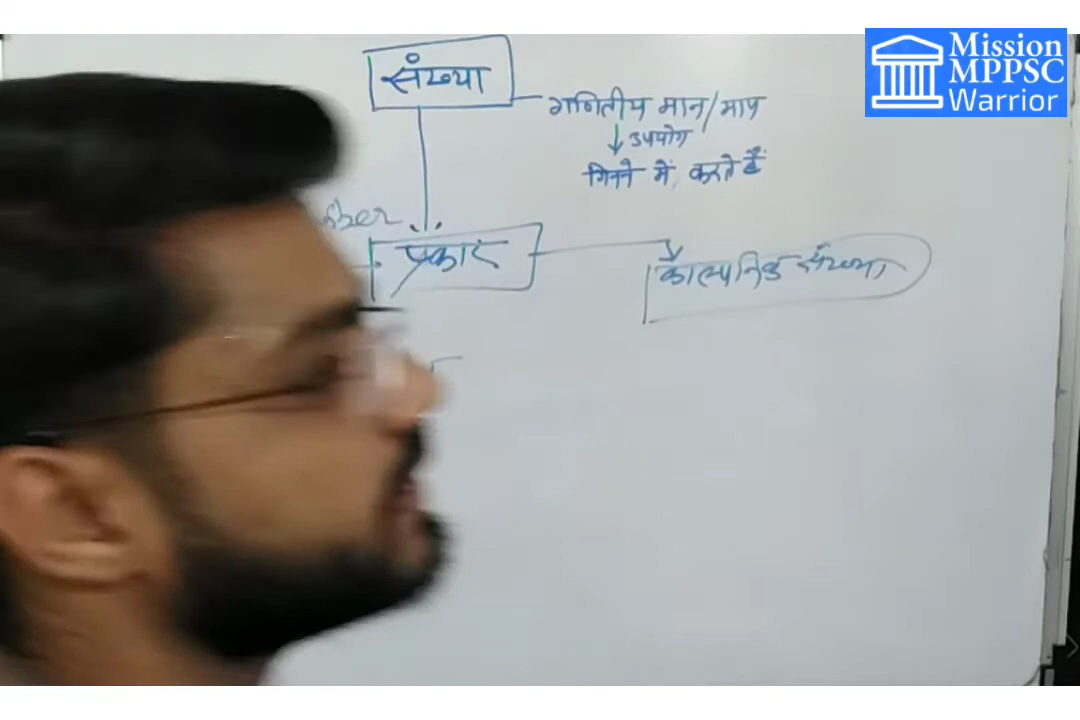 संख्या
गणितीय मान/माप
↓ उपयोग
गिनने में करते हैं
प्रकार
काल्पनिक संख्या
Mission
MPPSC
Warrior